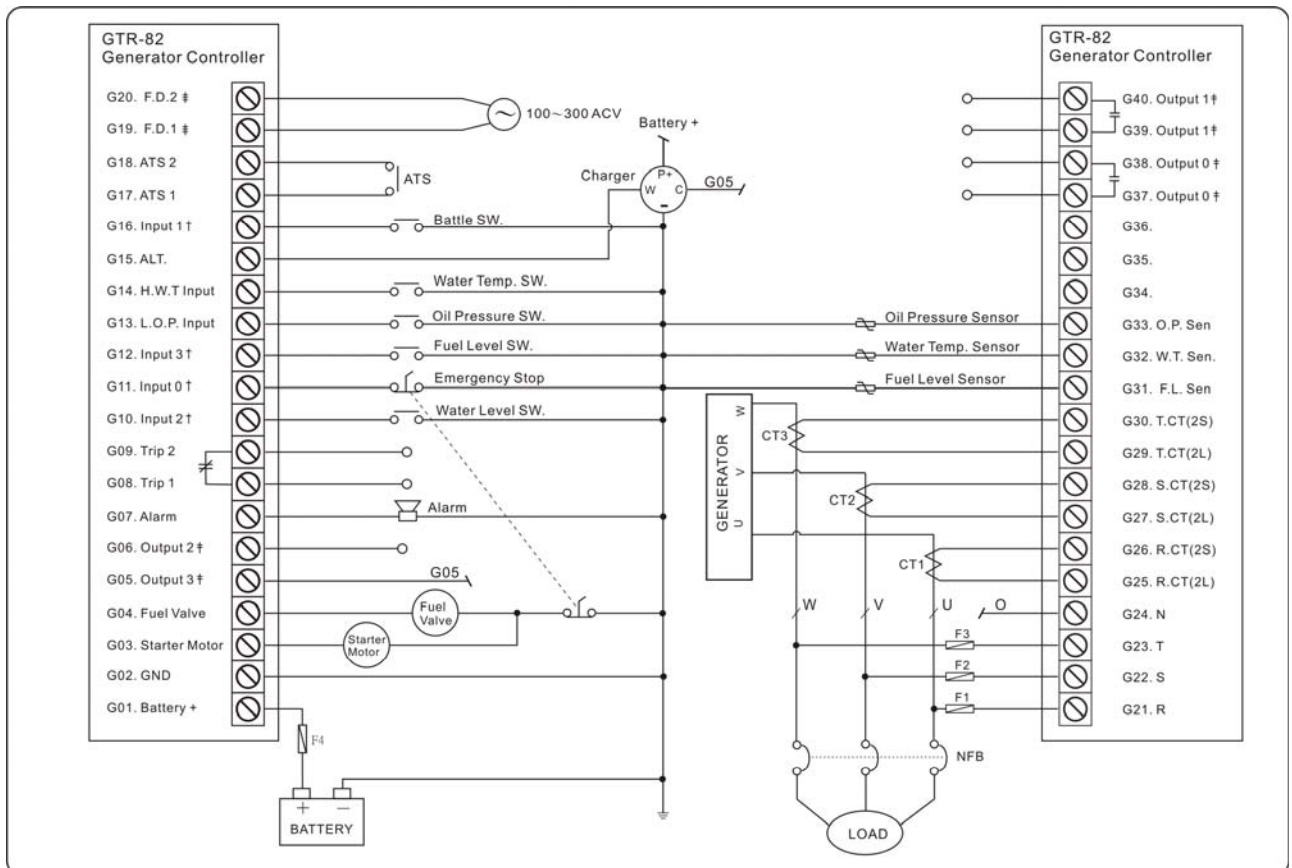 GTR-82
Generator Controller
G20. F.D.2 ‡
G19. F.D.1 ‡
G18. ATS 2
G17. ATS 1
G16. Input 1 †
G15. ALT.
G14. H.W.T Input
G13. L.O.P. Input
G12. Input 3 †
G11. Input 0 †
G10. Input 2 †
G09. Trip 2
G08. Trip 1
G07. Alarm
G06. Output 2 ‡
G05. Output 3 ‡
G04. Fuel Valve
G03. Starter Motor
G02. GND
G01. Battery +
100~300 ACV
ATS
Battery +
Charger
P+
W
C
-
G05
Battle SW.
Water Temp. SW.
Oil Pressure SW.
Fuel Level SW.
Emergency Stop
Water Level SW.
Alarm
G05
Fuel
Valve
Starter
Motor
F4
+
-
BATTERY
Oil Pressure Sensor
Water Temp. Sensor
Fuel Level Sensor
GENERATOR
W
V
U
CT3
CT2
CT1
W
V
U
O
F3
F2
F1
NFB
LOAD
GTR-82
Generator Controller
G40. Output 1 ‡
G39. Output 1 ‡
G38. Output 0 ‡
G37. Output 0 ‡
G36.
G35.
G34.
G33. O.P. Sen
G32. W.T. Sen.
G31. F.L. Sen
G30. T.CT(2S)
G29. T.CT(2L)
G28. S.CT(2S)
G27. S.CT(2L)
G26. R.CT(2S)
G25. R.CT(2L)
G24. N
G23. T
G22. S
G21. R